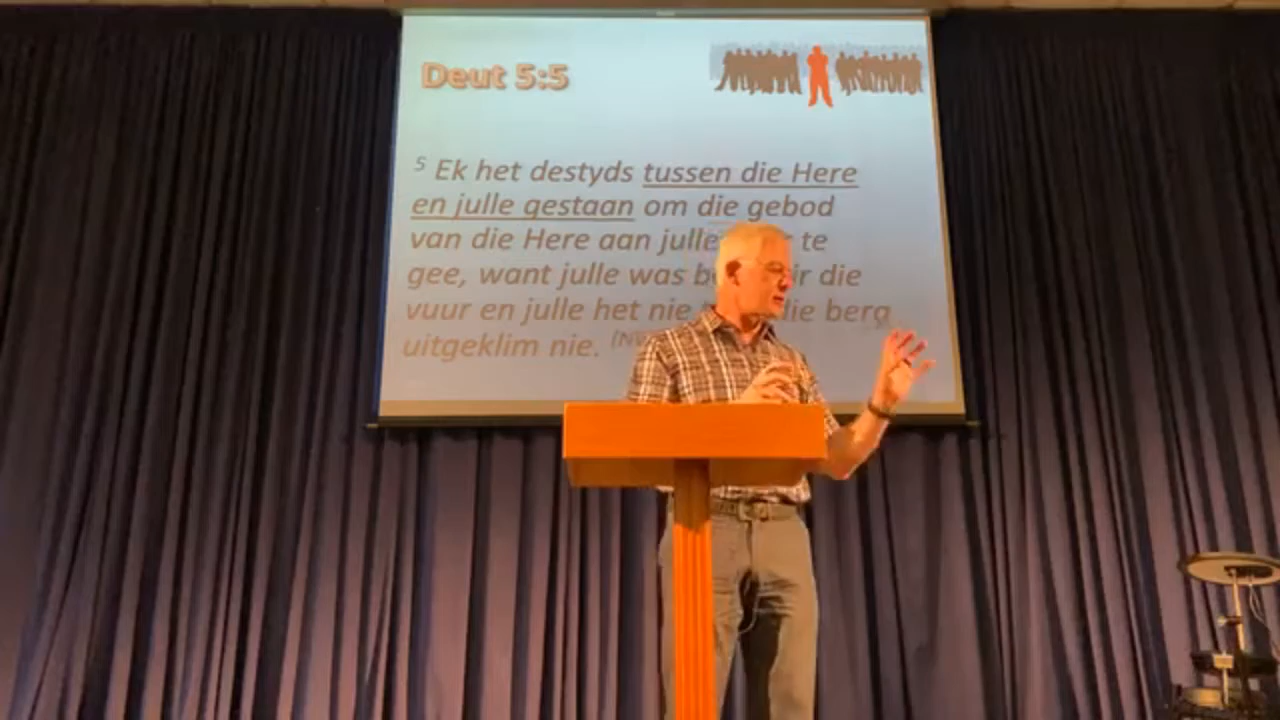 Deut 5:5
5 Ek het destyds tussen die Here
en julle gestaan om die gebod
van die Here aan julle te
gee, want julle was die
vuur en julle het nie die berg
uitgeklim nie.